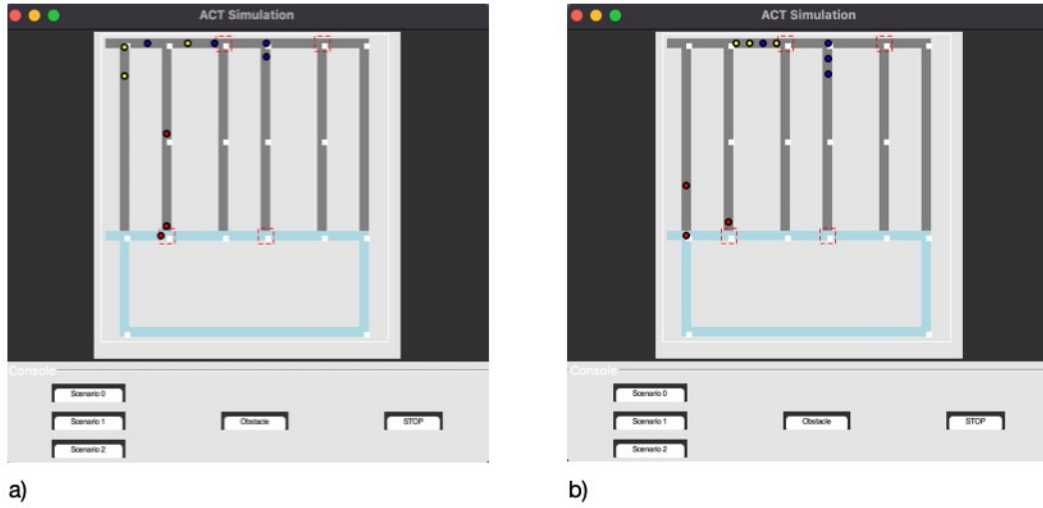 ACT Simulation
Console
Scenario 0
Scenario 1
Obstacle
STOP
Scenario 2
a)
ACT Simulation
Console
Scenario 0
Scenario 1
Obstacle
STOP
Scenario 2
b)